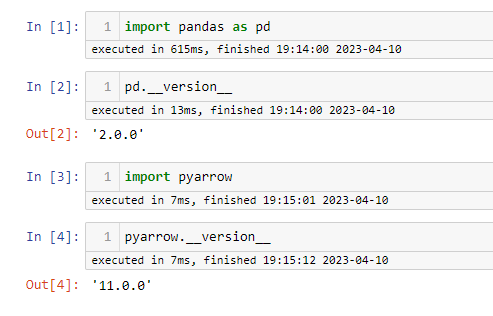 In [1]: 1 import pandas as pd
executed in 615ms, finished 19:14:00 2023-04-10
In [2]: 1 pd.__version__
executed in 13ms, finished 19:14:00 2023-04-10
Out[2]: '2.0.0'
In [3]: 1 import pyarrow
executed in 7ms, finished 19:15:01 2023-04-10
In [4]: 1 pyarrow.__version__
executed in 7ms, finished 19:15:12 2023-04-10
Out[4]: '11.0.0'